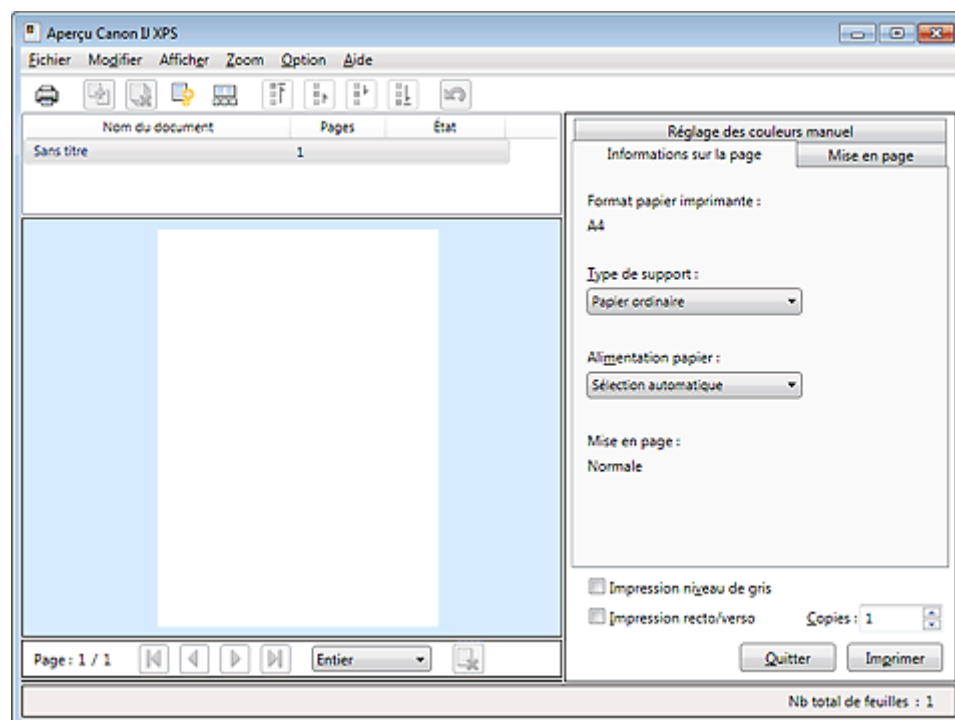 Aperçu Canon IJ XPS
Fichier Modifier Afficher Zoom Option Aide
Nom du document Pages État
Sans titre 1
Réglage des couleurs manuel
Informations sur la page Mise en page
Format papier imprimante :
A4
Type de support :
Papier ordinaire
Alimentation papier :
Sélection automatique
Mise en page :
Normale
Impression niveau de gris
Impression recto/verso Copies : 1
Page : 1 / 1 Entier
Quitter Imprimer
Nb total de feuilles : 1